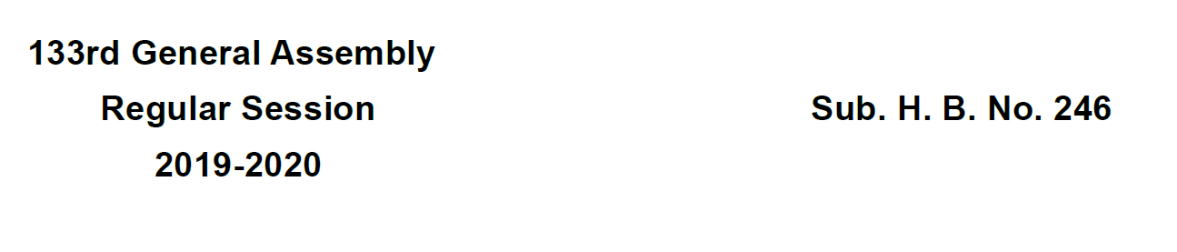 133rd General Assembly
Regular Session Sub. H. B. No. 246
2019-2020